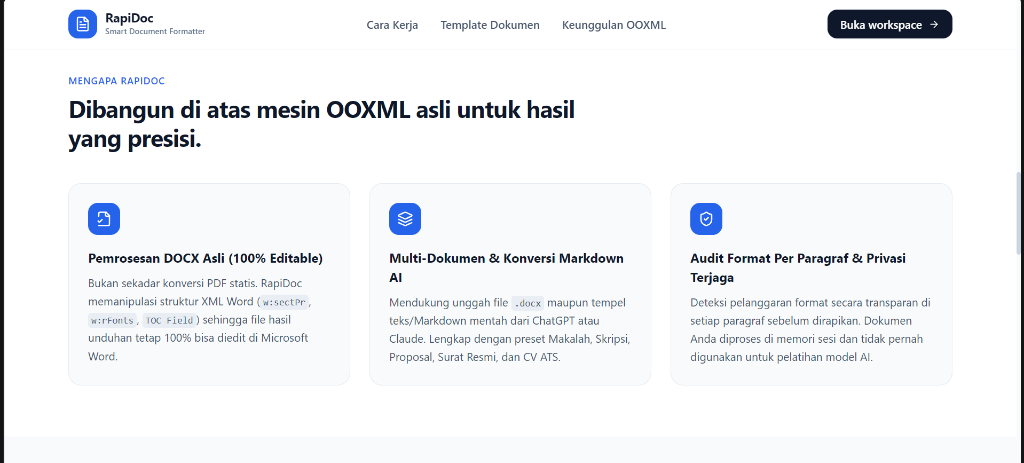 RapiDoc
Smart Document Formatter
Cara Kerja
Template Dokumen
Keunggulan OOXML
Buka workspace →
MENGAPA RAPIDOC
Dibangun di atas mesin OOXML asli untuk hasil
yang presisi.
Pemrosesan DOCX Asli (100% Editable)
Bukan sekadar konversi PDF statis. RapiDoc
memanipulasi struktur XML Word ( w:sectPr ,
w:rFonts , TOC Field ) sehingga file hasil
unduhan tetap 100% bisa diedit di Microsoft
Word.
Multi-Dokumen & Konversi Markdown
AI
Mendukung unggah file .docx maupun tempel
teks/Markdown mentah dari ChatGPT atau
Claude. Lengkap dengan preset Makalah, Skripsi,
Proposal, Surat Resmi, dan CV ATS.
Audit Format Per Paragraf & Privasi
Terjaga
Deteksi pelanggaran format secara transparan di
setiap paragraf sebelum dirapikan. Dokumen
Anda diproses di memori sesi dan tidak pernah
digunakan untuk pelatihan model AI.